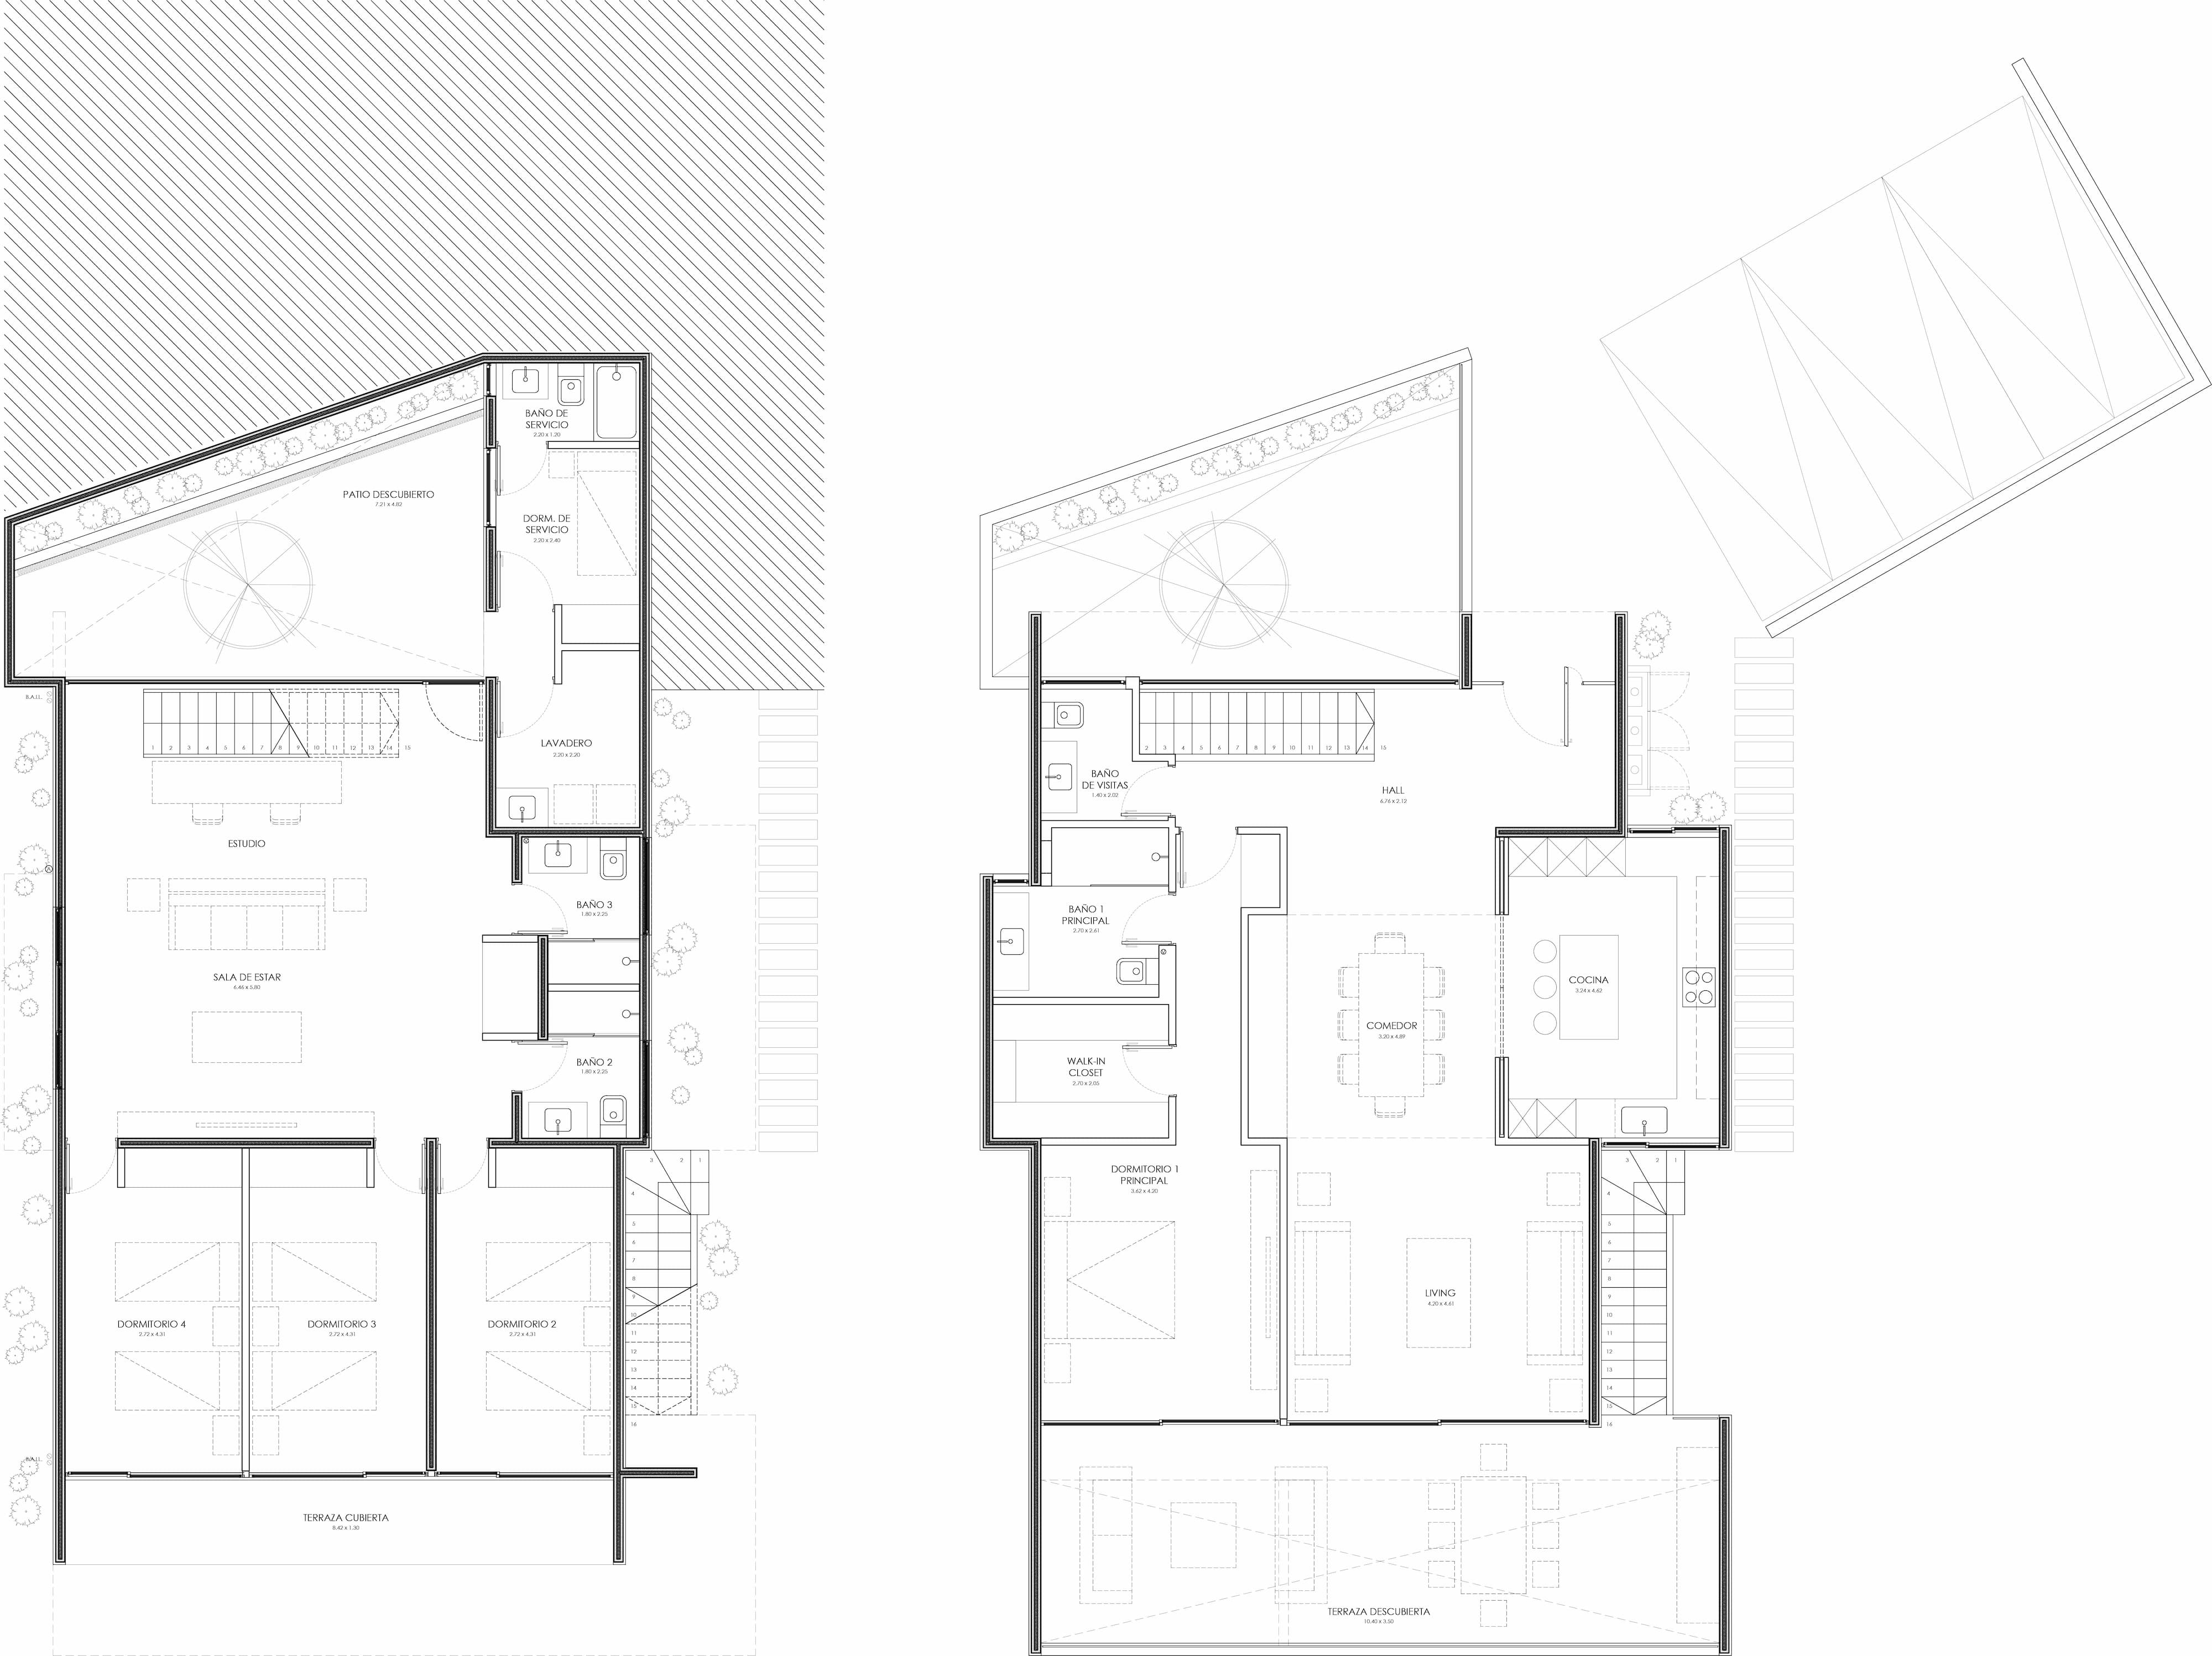 BAÑO DE
SERVICIO
2.20 x 1.20
PATIO DESCUBIERTO
7.21 x 4.82
DORM. DE
SERVICIO
2.20 x 2.40
B.A.LL.
1 2 3 4 5 6 7 8 9 10 11 12 13 14 15
LAVADERO
2.20 x 2.20
ESTUDIO
BAÑO 3
1.80 x 2.25
SALA DE ESTAR
6.46 x 5.80
BAÑO 2
1.80 x 2.25
3 2 1
4
5
6
7
8
9
10
11
12
13
14
15
16
DORMITORIO 4
2.72 x 4.31
DORMITORIO 3
2.72 x 4.31
DORMITORIO 2
2.72 x 4.31
B.A.LL.
TERRAZA CUBIERTA
8.42 x 1.30
2 3 4 5 6 7 8 9 10 11 12 13 14 15
BAÑO
DE VISITAS
1.40 x 2.02
HALL
6.76 x 2.12
BAÑO 1
PRINCIPAL
2.70 x 2.61
COCINA
3.24 x 4.62
COMEDOR
3.20 x 4.89
WALK-IN
CLOSET
2.70 x 2.05
DORMITORIO 1
PRINCIPAL
3.62 x 4.20
3 2 1
4
5
6
7
8
9
10
11
12
13
14
15
16
LIVING
4.20 x 4.61
TERRAZA DESCUBIERTA
10.40 x 3.50